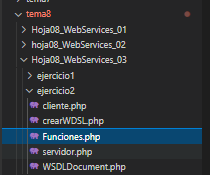 tema8
Hoja08_WebServices_01
hoja08_WebServices_02
Hoja08_WebServices_03
ejercicio1
ejercicio2
cliente.php
crearWDSL.php
Funciones.php
servidor.php
WSDLDocument.php